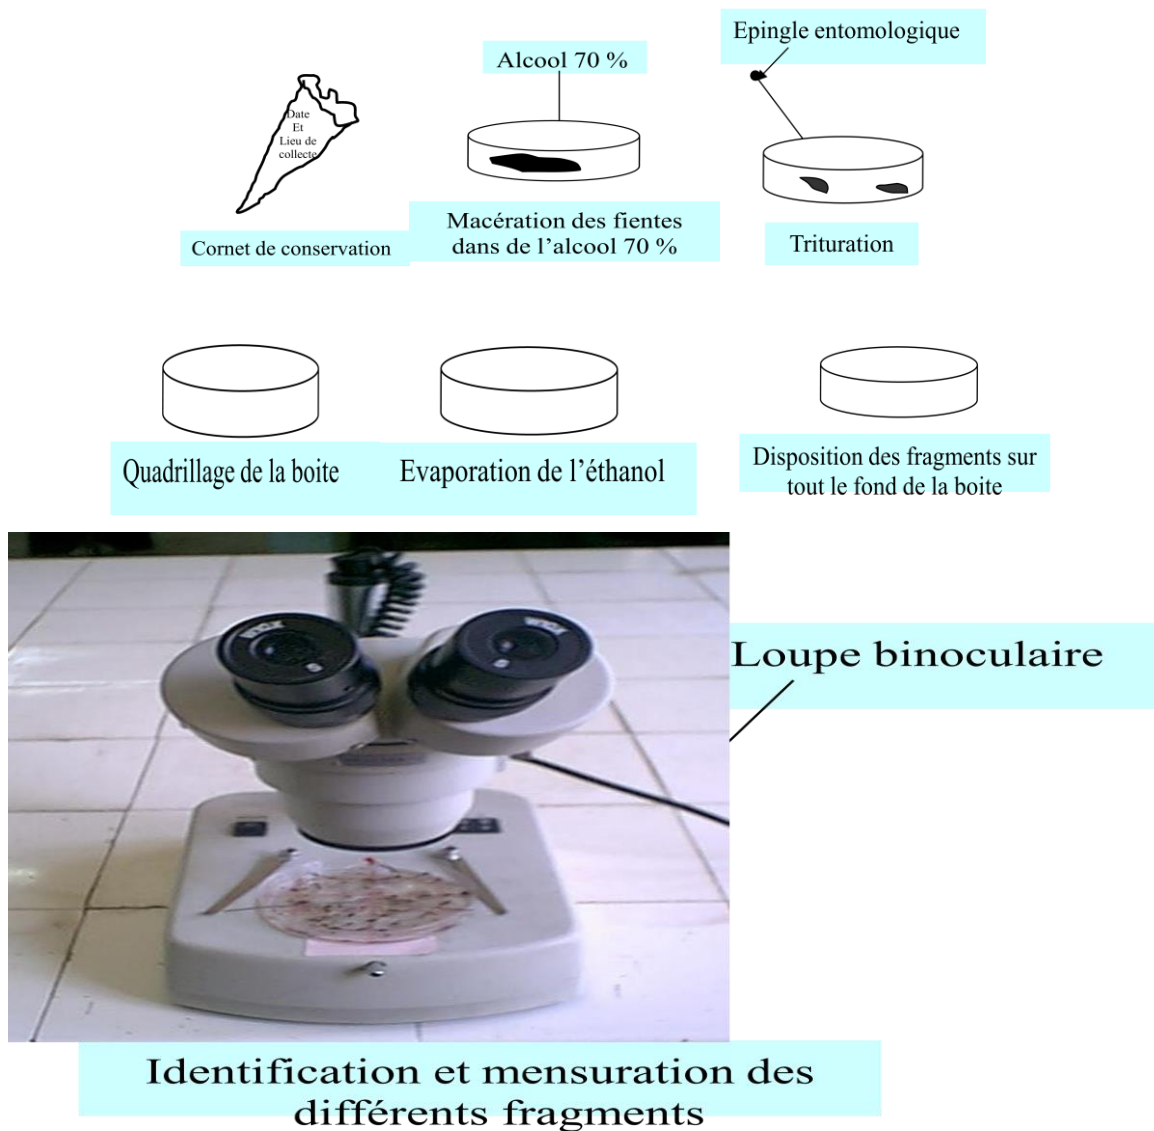 Epingle entomologique
Alcool 70 %
Date
Et
Lieu de
collecte
Cornet de conservation
Macération des fientes
dans de l'alcool 70 %
Trituration
Quadrillage de la boite
Evaporation de l'éthanol
Disposition des fragments sur
tout le fond de la boite
Loupe binoculaire
Identification et mensuration des
différents fragments